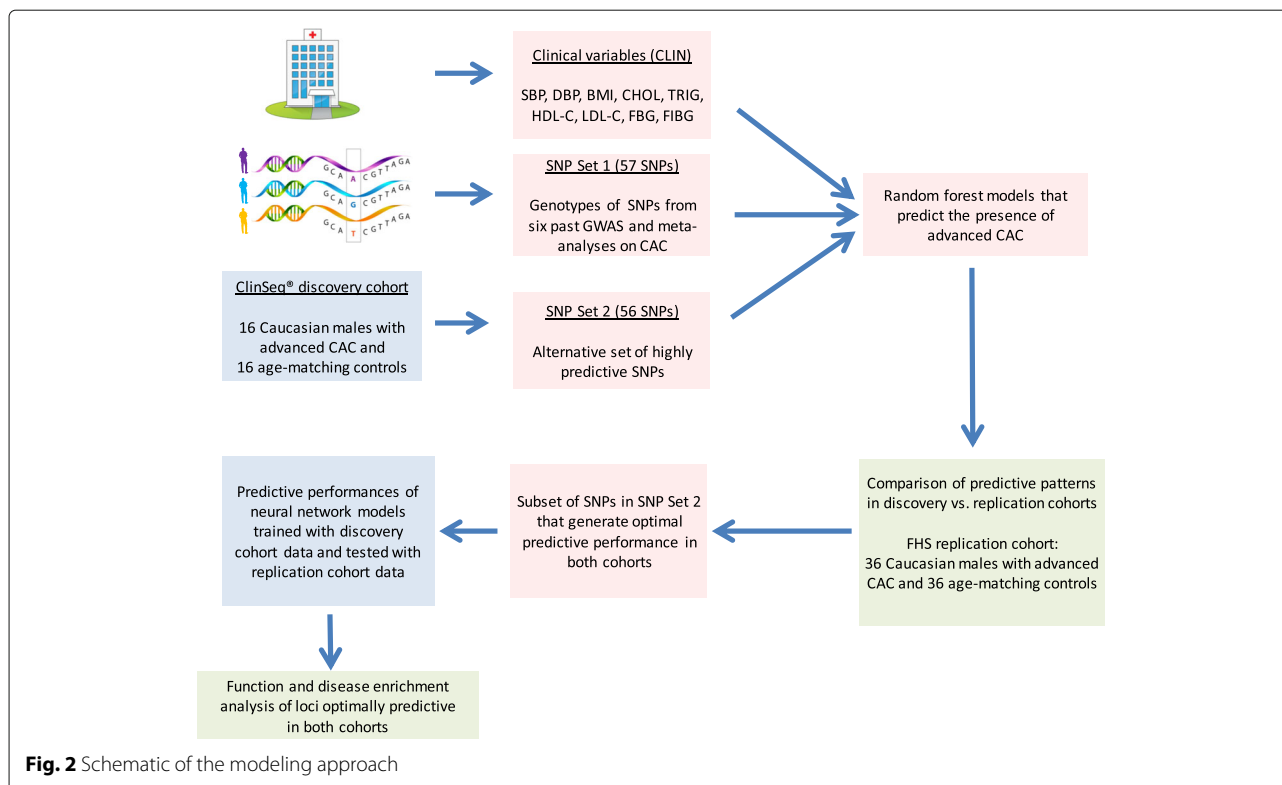 Clinical variables (CLIN)
SBP, DBP, BMI, CHOL, TRIG,
HDL-C, LDL-C, FBG, FIBG
GCA A CGTTAGA
GCA G CGTTAGA
GCA T CGTTAGA
SNP Set 1 (57 SNPs)
Genotypes of SNPs from
six past GWAS and meta-
analyses on CAC
Random forest models that
predict the presence of
advanced CAC
ClinSeq® discovery cohort
16 Caucasian males with
advanced CAC and
16 age-matching controls
SNP Set 2 (56 SNPs)
Alternative set of highly
predictive SNPs
Predictive performances of
neural network models
trained with discovery
cohort data and tested with
replication cohort data
Subset of SNPs in SNP Set 2
that generate optimal
predictive performance in
both cohorts
Comparison of predictive patterns
in discovery vs. replication cohorts
FHS replication cohort:
36 Caucasian males with advanced
CAC and 36 age-matching controls
Function and disease enrichment
analysis of loci optimally predictive
in both cohorts
Fig. 2 Schematic of the modeling approach